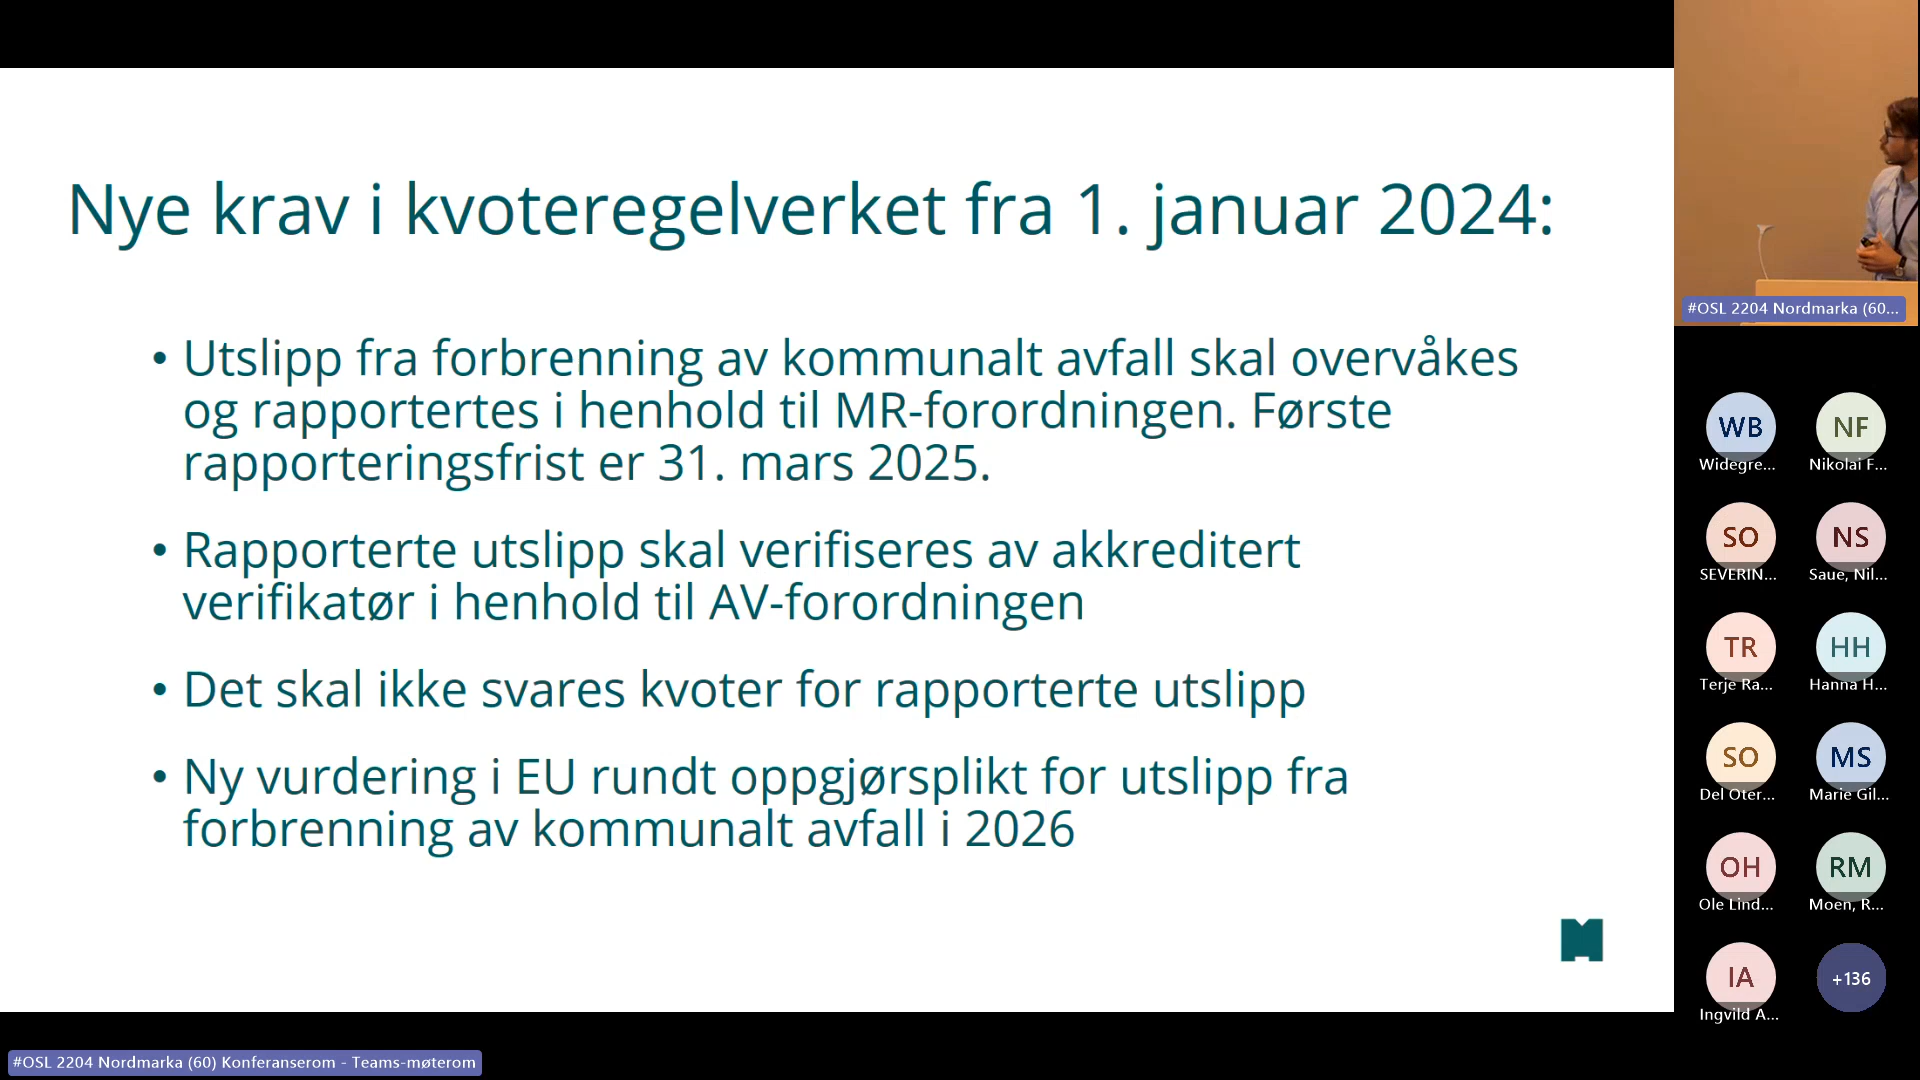 Nye krav i kvoteregelverket fra 1. januar 2024:
• Utslipp fra forbrenning av kommunalt avfall skal overvåkes
og rapportertes i henhold til MR-forordningen. Første
rapporteringsfrist er 31. mars 2025.
• Rapporterte utslipp skal verifiseres av akkreditert
verifikatør i henhold til AV-forordningen
• Det skal ikke svares kvoter for rapporterte utslipp
• Ny vurdering i EU rundt oppgjørsplikt for utslipp fra
forbrenning av kommunalt avfall i 2026
#OSL 2204 Nordmarka (60) Konferanserom - Teams-møterom
#OSL 2204 Nordmarka (60...
WB
Widegre...
NF
Nikolai F...
SO
SEVERIN...
NS
Saue, Nil...
TR
Terje Ra...
HH
Hanna H...
SO
Del Oter...
MS
Marie Gil...
OH
Ole Lind...
RM
Moen, R...
IA
Ingvild A...
+136